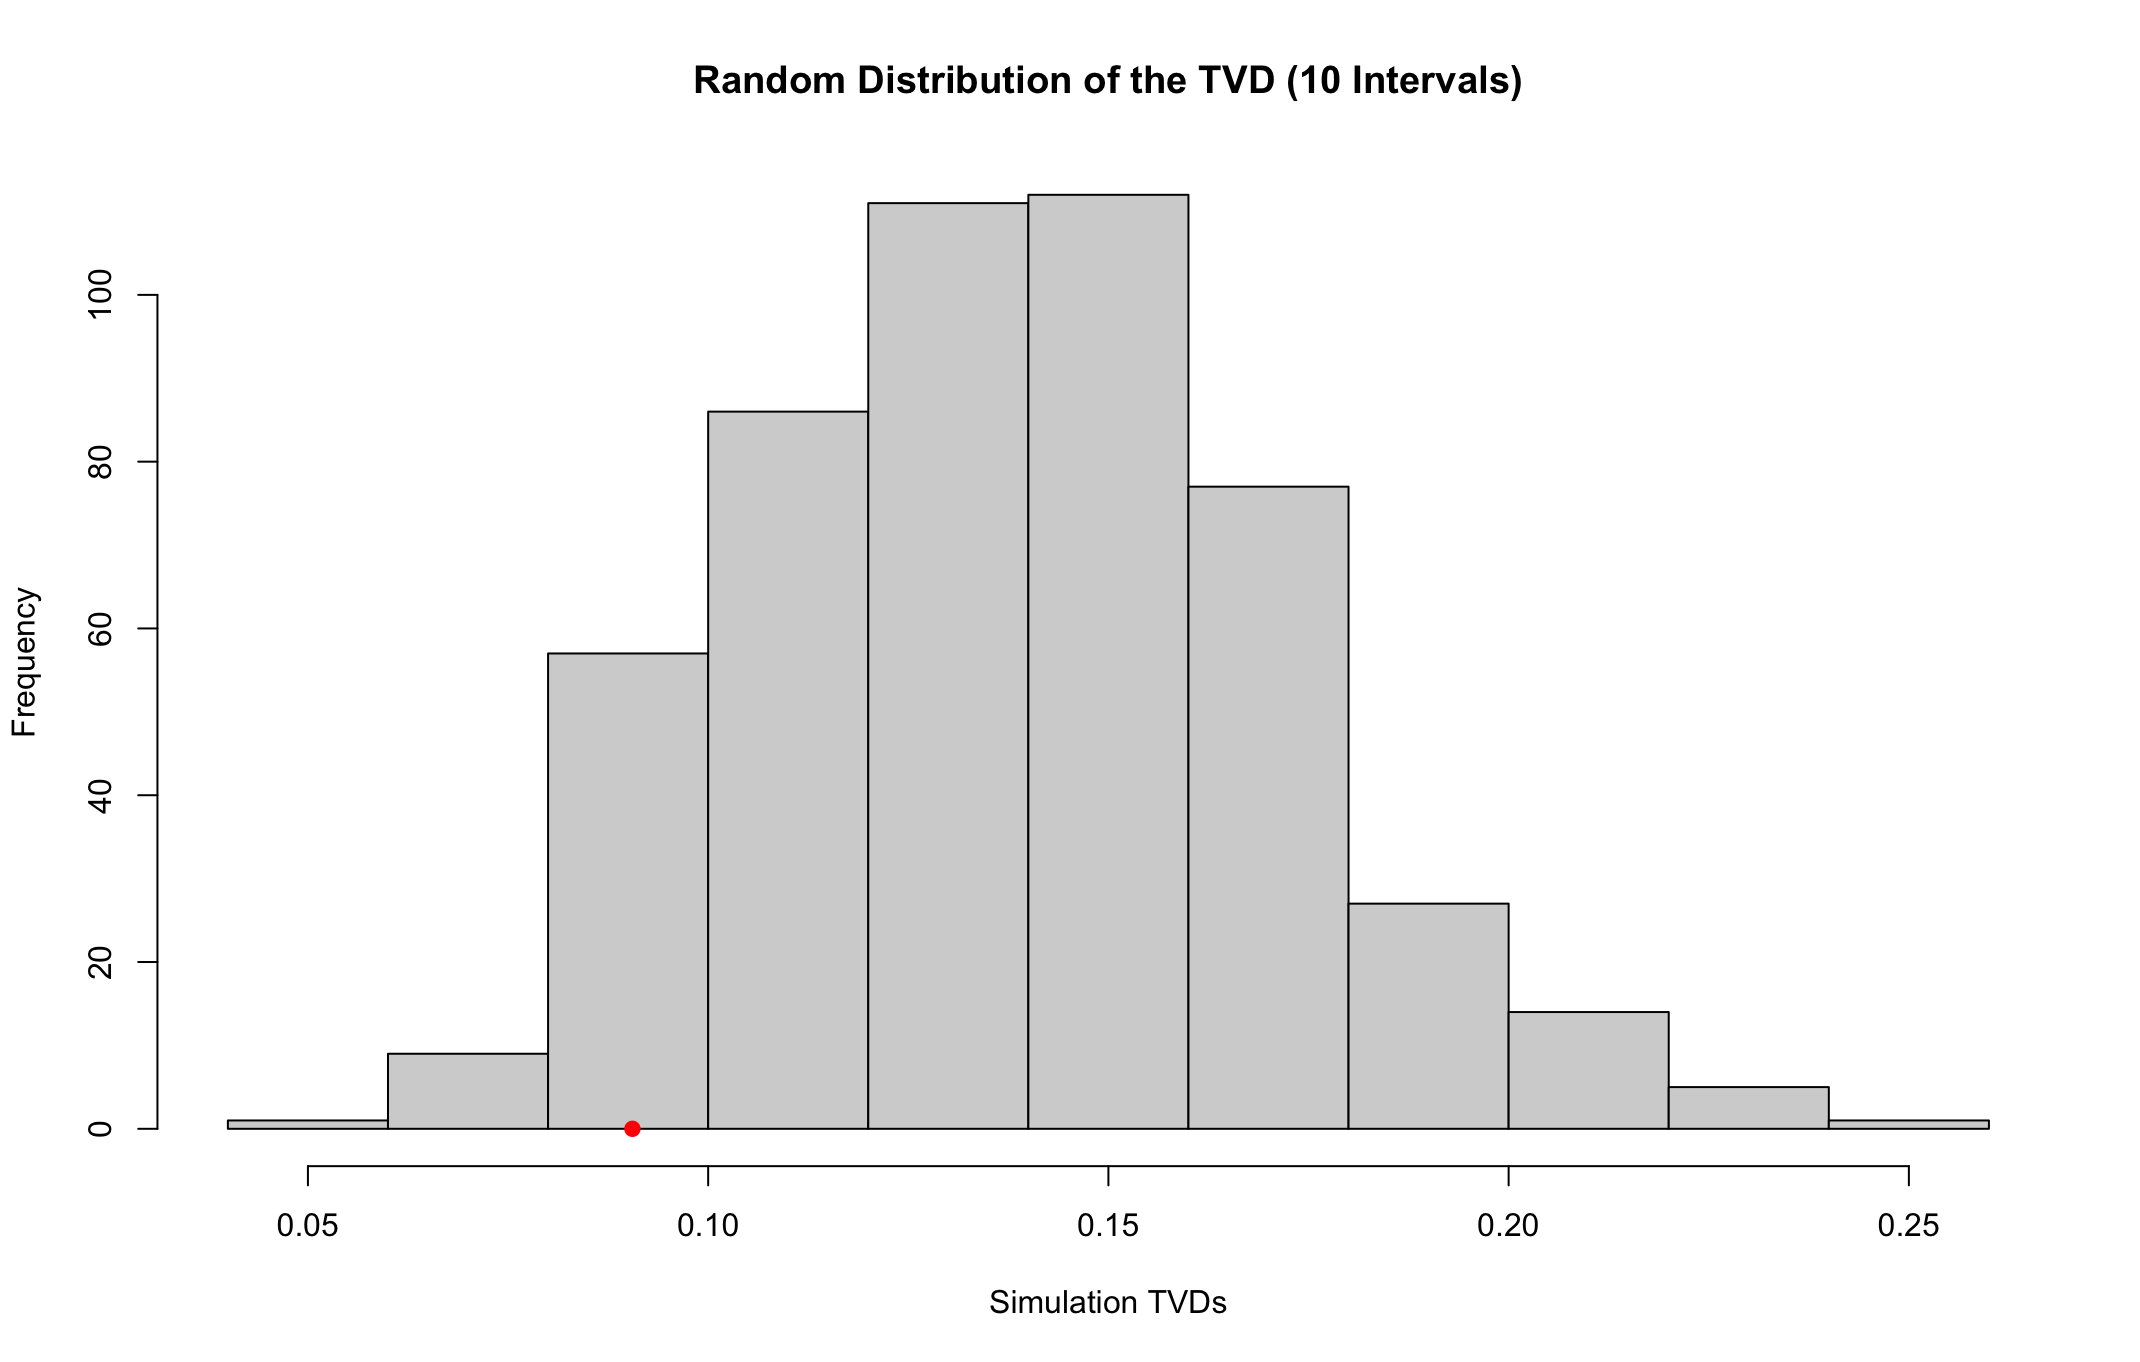 Random Distribution of the TVD (10 Intervals)
Frequency
100
80
60
40
20
0
0.05 0.10 0.15 0.20 0.25
Simulation TVDs